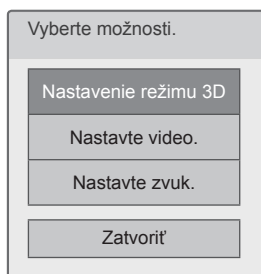 Vyberte možnosti.
Nastavenie režimu 3D
Nastavte video.
Nastavte zvuk.
Zatvoriť